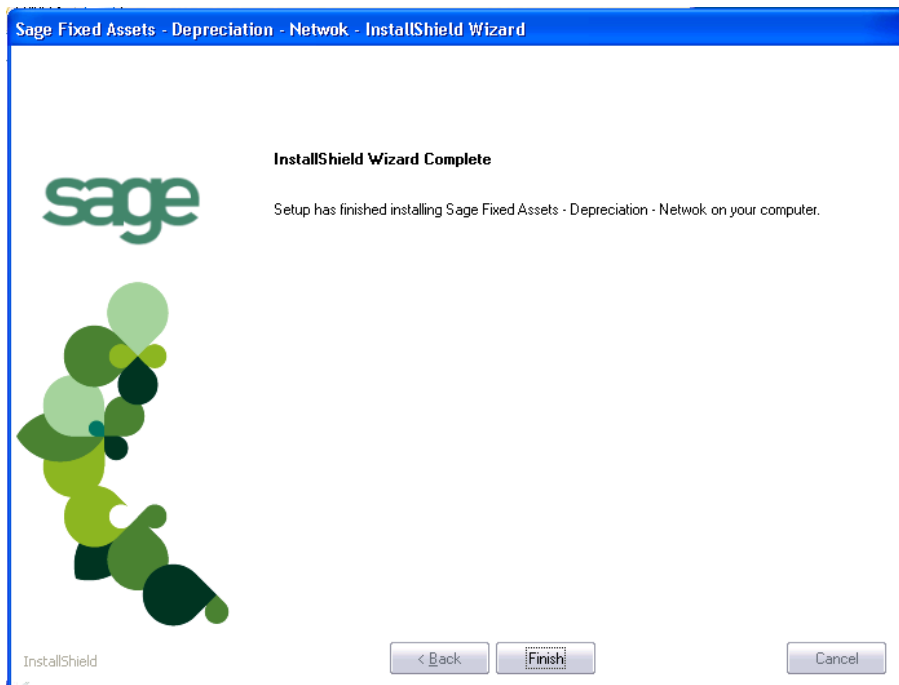 Sage Fixed Assets - Depreciation - Netwok - InstallShield Wizard
InstallShield Wizard Complete
sage
Setup has finished installing Sage Fixed Assets - Depreciation - Netwok on your computer.
InstallShield
< Back
Finish
Cancel